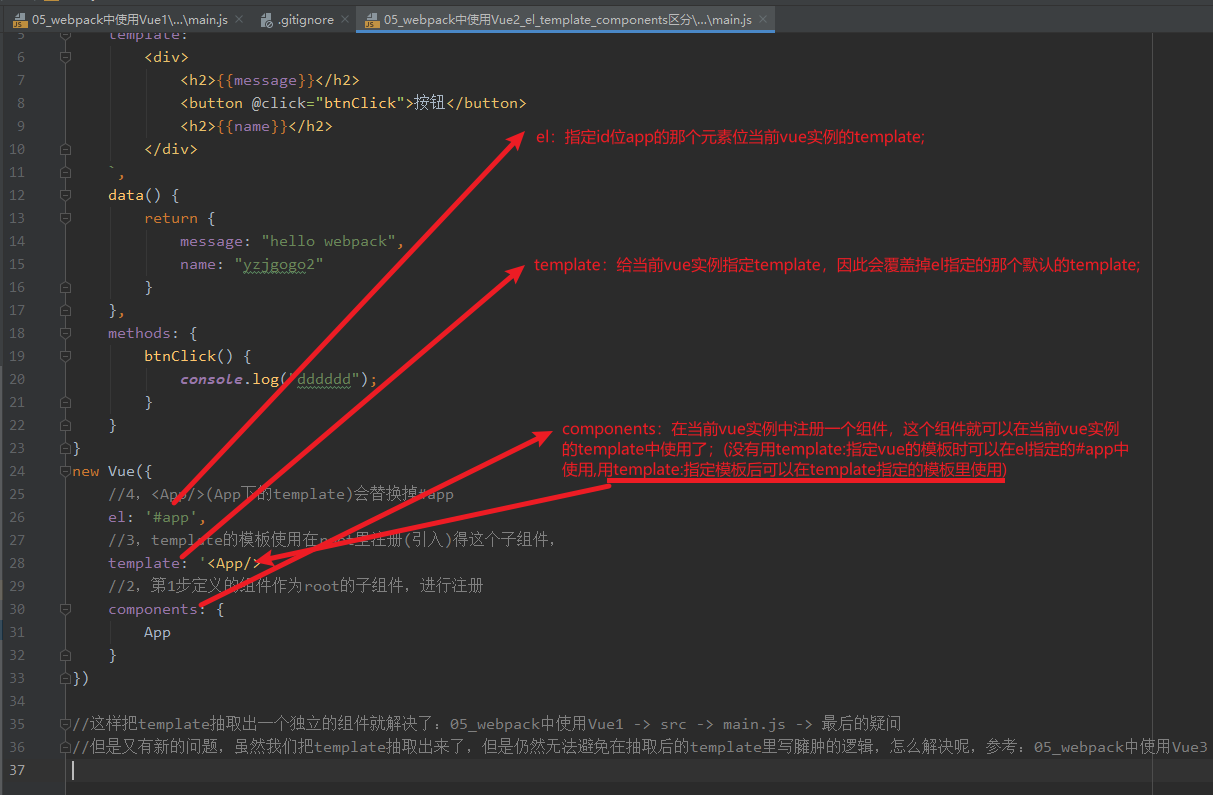 05_webpack中使用Vue1\...\main.js × .gitignore × 05_webpack中使用Vue2_el_template_components区分\...\main.js ×
5 template: `
6 <div>
7 <h2>{{message}}</h2>
8 <button @click="btnClick">按钮</button>
9 <h2>{{name}}</h2>
el：指定id位app的那个元素位当前vue实例的template;
10 </div>
11 `,
12 data() {
13 return {
14 message: "hello webpack",
15 name: "yzjgogo2"
template：给当前vue实例指定template，因此会覆盖掉el指定的那个默认的template;
16 }
17 },
18 methods: {
19 btnClick() {
20 console.log("dddddd");
21 }
22 }
components：在当前vue实例中注册一个组件，这个组件就可以在当前vue实例
的template中使用了；(没有用template:指定vue的模板时可以在el指定的#app中
使用,用template:指定模板后可以在template指定的模板里使用)
23 }
24 new Vue({
25 //4，<App/>(App下的template)会替换掉#app
26 el: '#app',
27 //3，template的模板使用在root里注册(引入)得这个子组件，
28 template: '<App/>
29 //2，第1步定义的组件作为root的子组件，进行注册
30 components: {
31 App
32 }
33 })
34
35 //这样把template抽取出一个独立的组件就解决了：05_webpack中使用Vue1 -> src -> main.js -> 最后的疑问
36 //但是又有新的问题，虽然我们把template抽取出来了，但是仍然无法避免在抽取后的template里写臃肿的逻辑，怎么解决呢，参考：05_webpack中使用Vue3
37